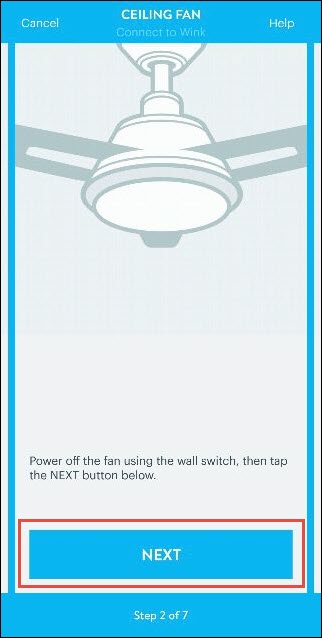 Cancel
CEILING FAN
Help
Connect to Wink
Power off the fan using the wall switch, then tap
the NEXT button below.
NEXT
Step 2 of 7